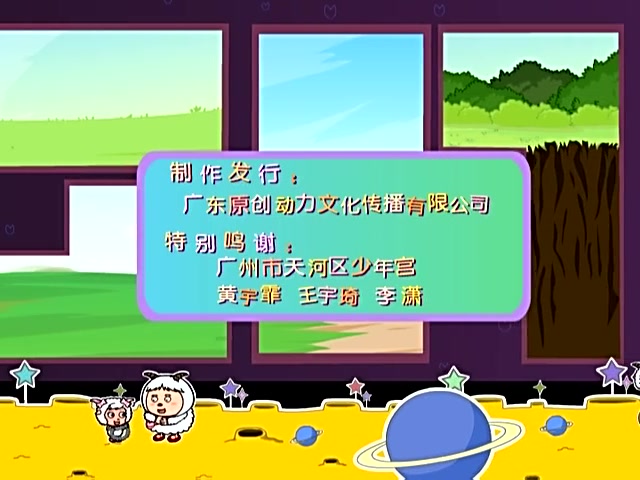 制作发行：
广东原创动力文化传播有限公司
特别鸣谢：
广州市天河区少年宫
黄宇霏 王宇琦 李潇